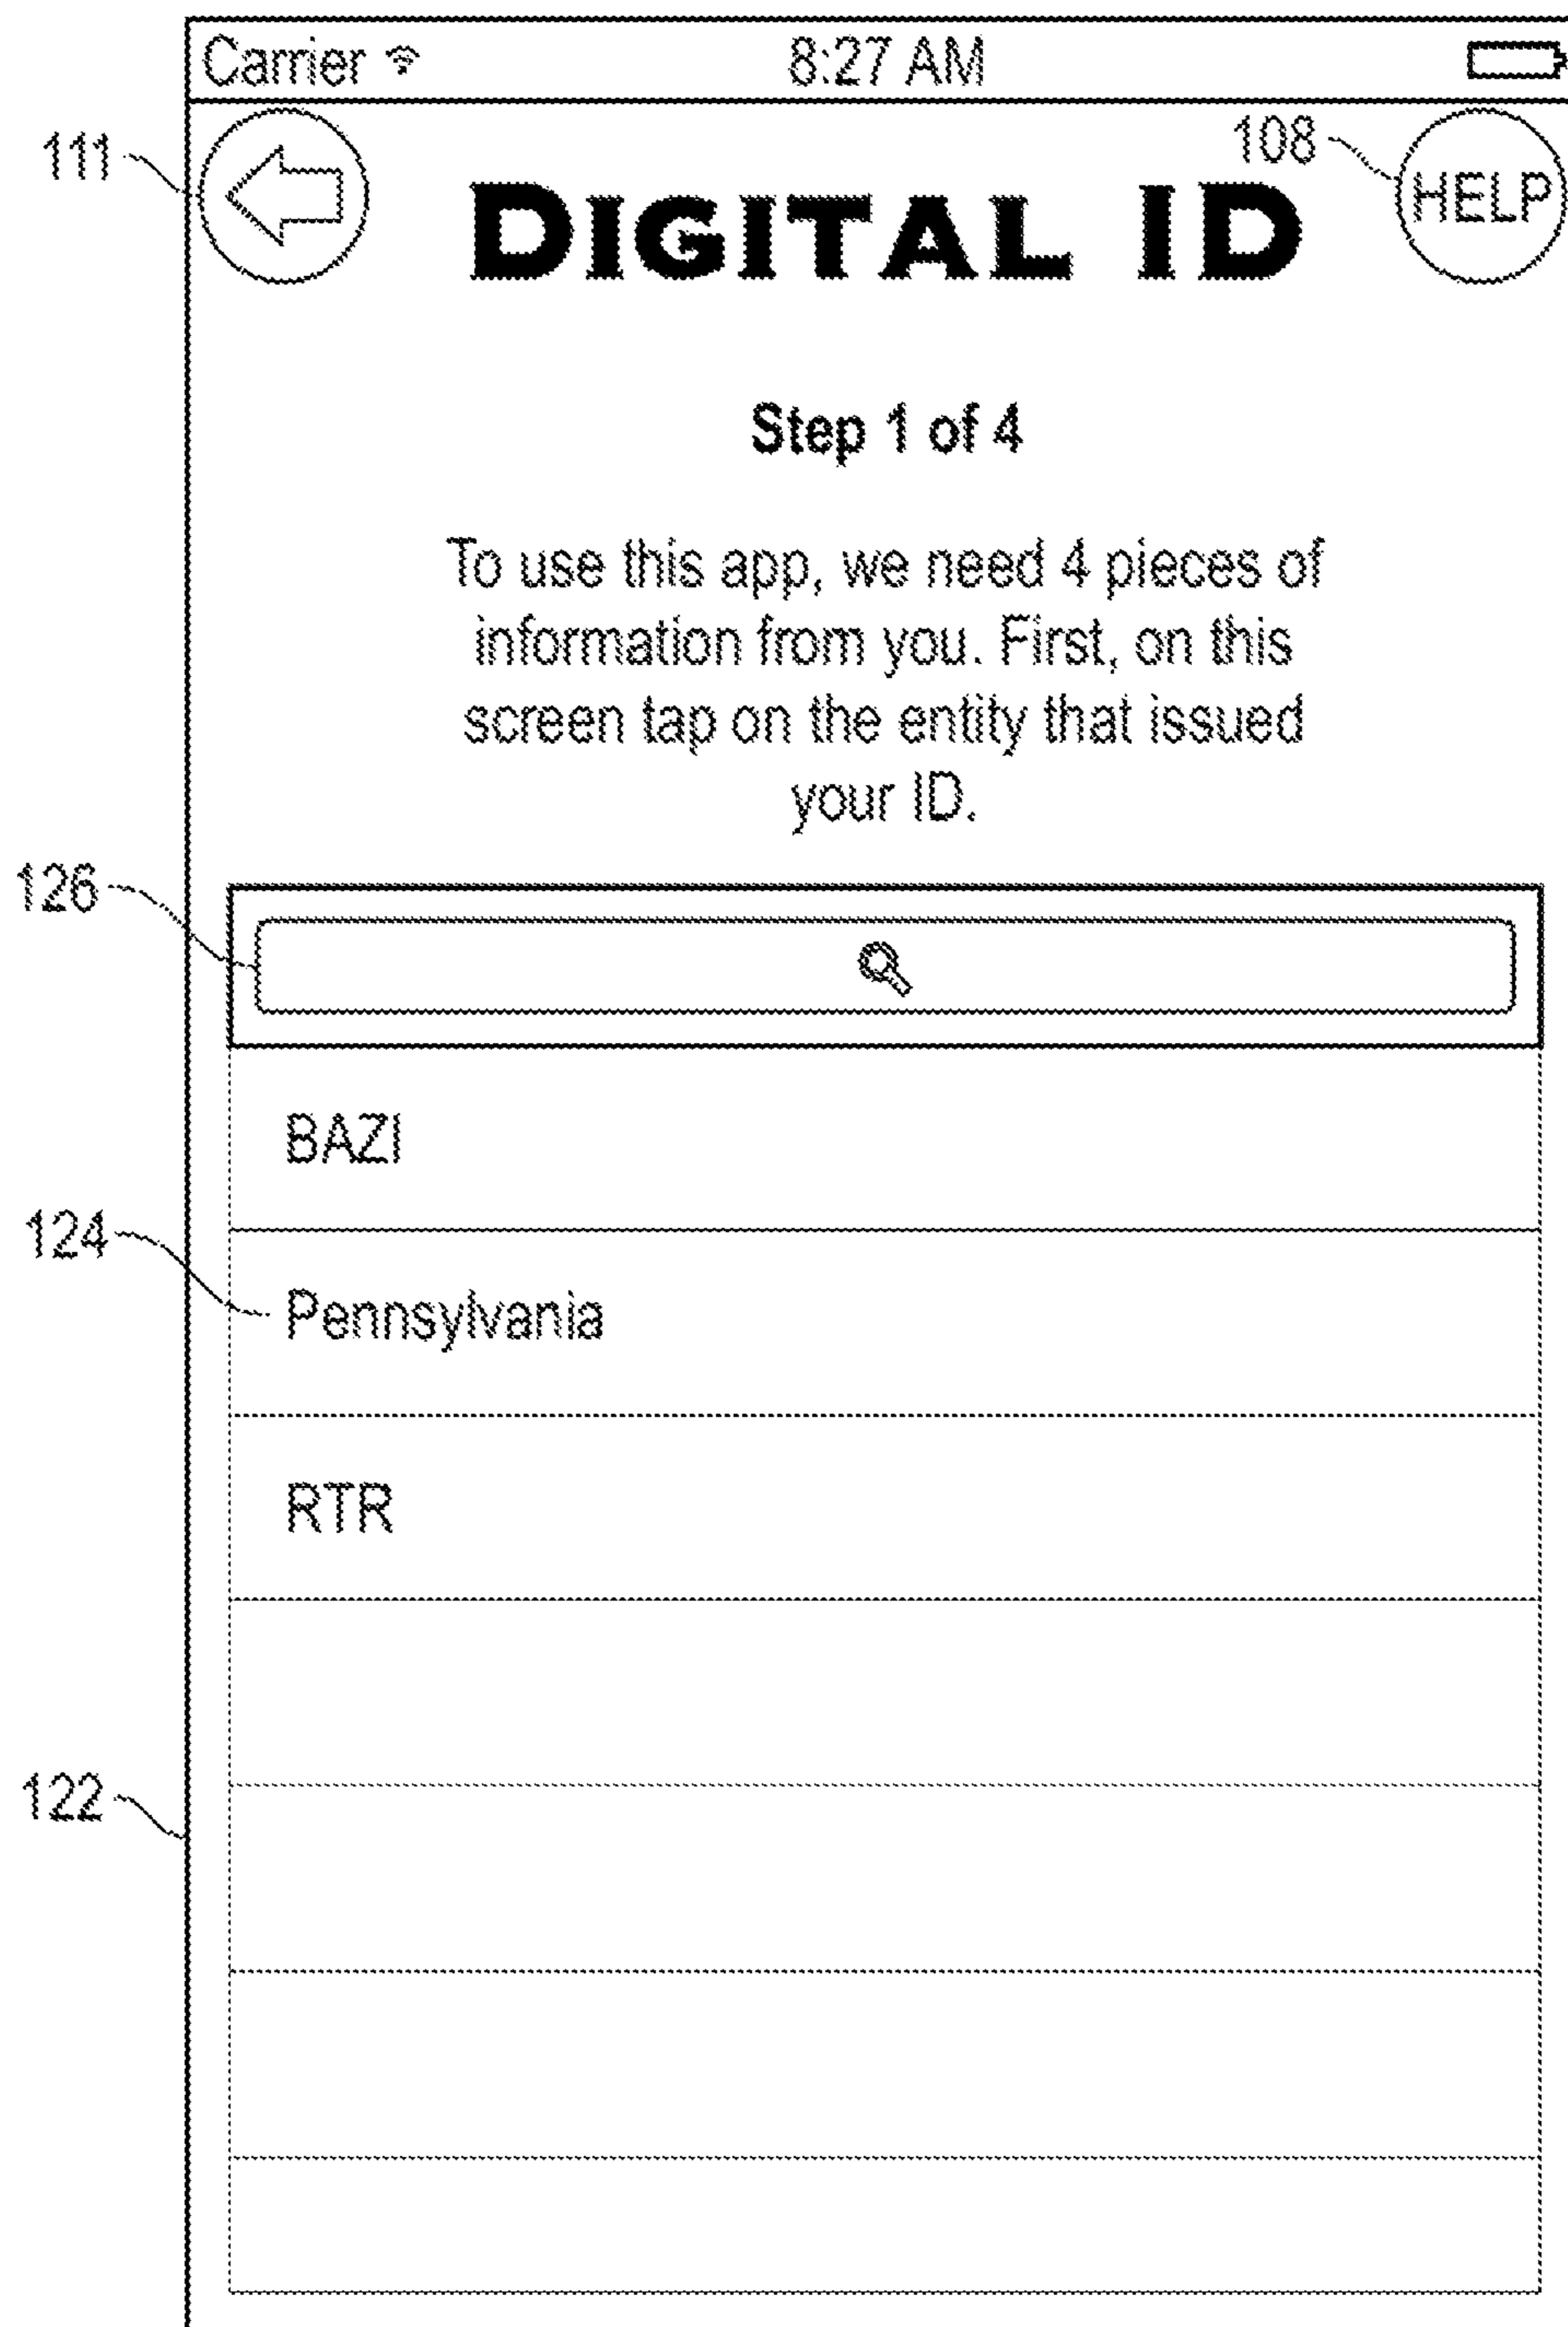 Carrier 8:27 AM
111
108
DIGITAL ID
HELP
Step 1 of 4
To use this app, we need 4 pieces of
information from you. First, on this
screen tap on the entity that issued
your ID.
126
BAZI
124
Pennsylvania
RTR
122